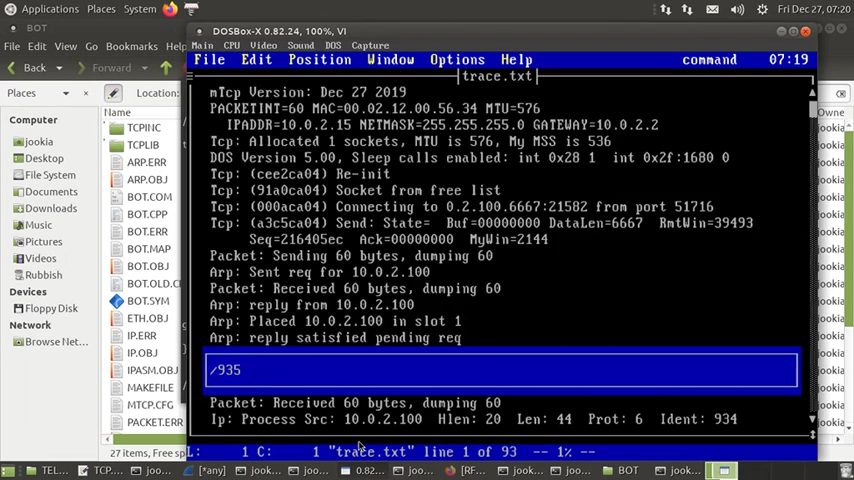 Applications Places System
Fri Dec 27, 07:20
BOT
DOSBox-X 0.82.24, 100%, VI
Main CPU Video Sound DOS Capture
File Edit View Go Bookmarks
File Edit Position Window Options Help command 07:19
Back Forward
trace.txt
Places
Location:
Name
Computer
jookia
Desktop
File System
Documents
Downloads
Music
Pictures
Videos
Rubbish
Devices
Floppy Disk
Network
Browse Net...
TCPINC
TCPLIB
ARP.ERR
ARP.OBJ
BOT.COM
BOT.CPP
BOT.ERR
BOT.MAP
BOT.OBJ
BOT.SYM
ETH.OBJ
IP.ERR
IP.OBJ
IPASM.OBJ
MAKEFILE
MTCP.CFG
PACKET.ERR
27 items, Free
mTcp Version: Dec 27 2019
PACKETINT=60 MAC=00.02.12.00.56.34 MTU=576
IPADDR=10.0.2.15 NETMASK=255.255.255.0 GATEWAY=10.0.2.2
Tcp: Allocated 1 sockets, MTU is 576, My MSS is 536
DOS Version 5.00, Sleep calls enabled: int 0x28 1 int 0x2f:1680 0
Tcp: (cee2ca04) Re-init
Tcp: (91a0ca04) Socket from free list
Tcp: (000aca04) Connecting to 0.2.100.6667:21582 from port 51716
Tcp: (a3c5ca04) Send: State= Buf=00000000 DataLen=6667 RmtWin=39493
Seq=216405ec Ack=00000000 MyWin=2144
Packet: Sending 60 bytes, dumping 60
Arp: Sent req for 10.0.2.100
Packet: Received 60 bytes, dumping 60
Arp: reply from 10.0.2.100
Arp: Placed 10.0.2.100 in slot 1
Arp: reply satisfied pending req
/935
Packet: Received 60 bytes, dumping 60
Ip: Process Src: 10.0.2.100 Hlen: 20 Len: 44 Prot: 6 Ident: 934
L: 1 C: 1 "trace.txt" line 1 of 93 -- 1% --
TEL... TCP... joo... [*any] jook... joo... 0.82... joo... [RF... joo... joo... BOT jook...